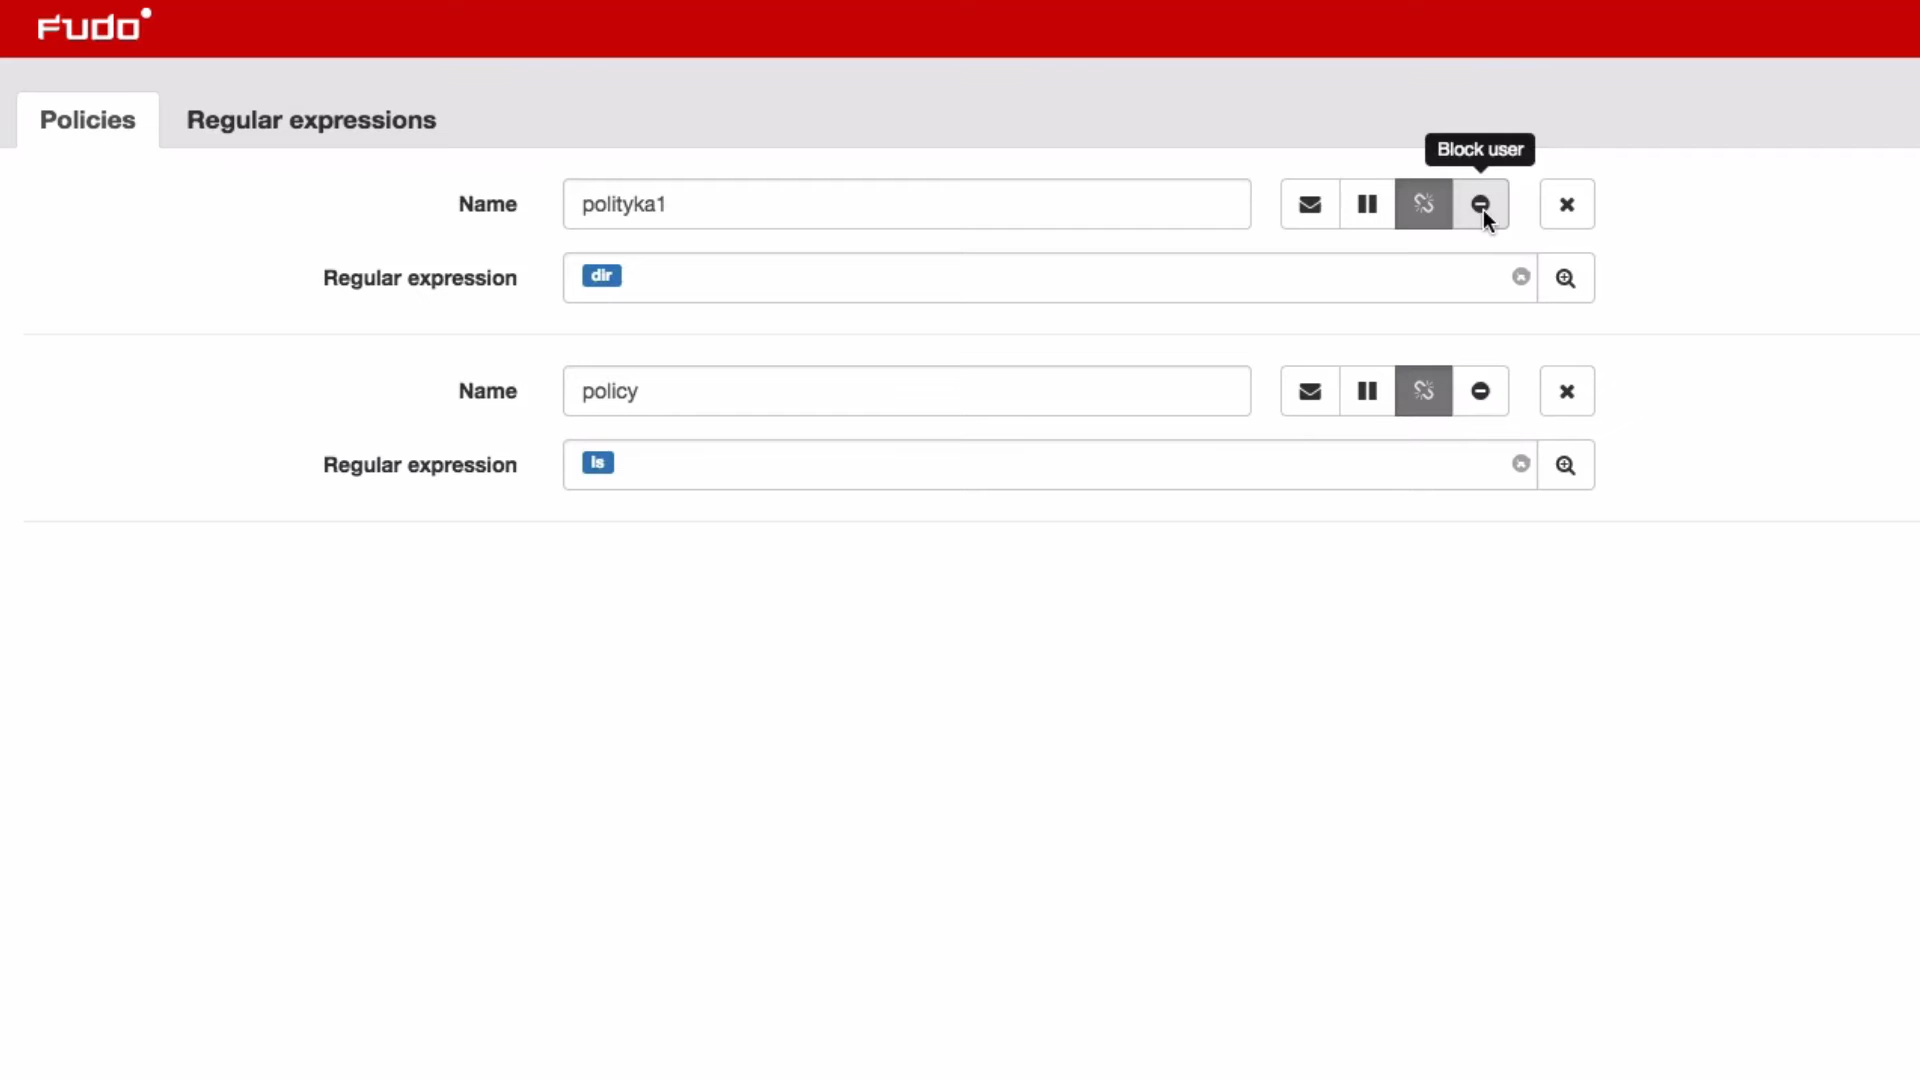 Fudo
Policies
Regular expressions
Block user
Name
polityka1
Regular expression
dir
Name
policy
Regular expression
ls